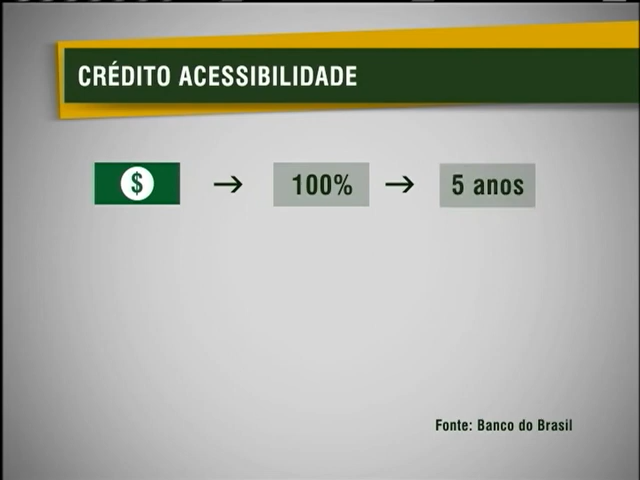 CRÉDITO ACESSIBILIDADE
$ → 100% → 5 anos
Fonte: Banco do Brasil